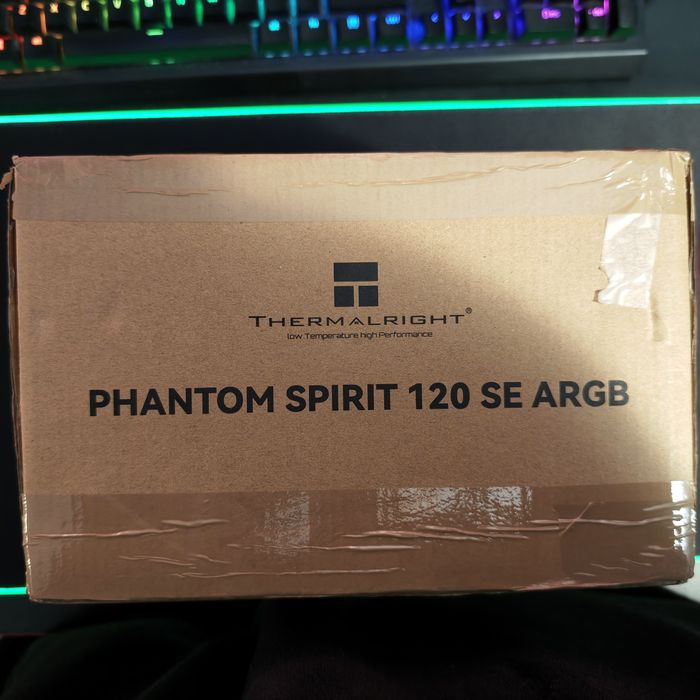 THERMALRIGHT®
low Temperature high Performance
PHANTOM SPIRIT 120 SE ARGB